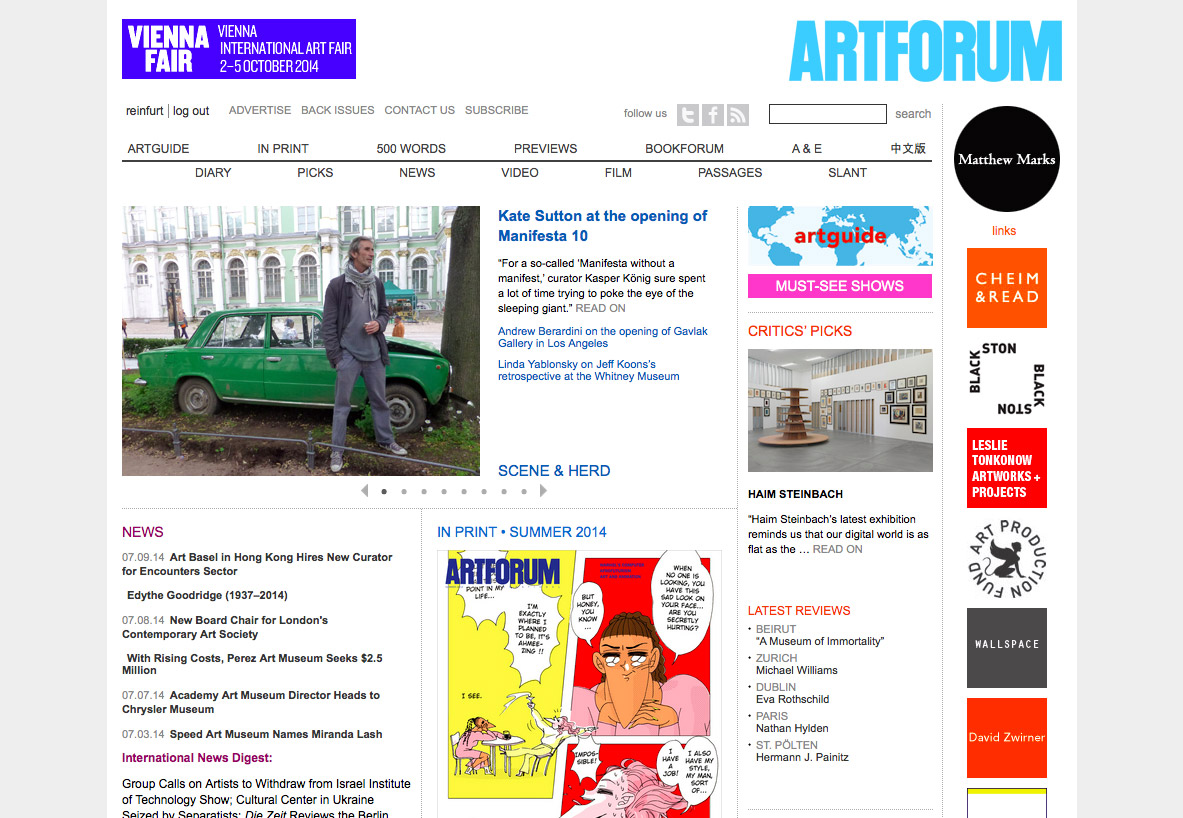 VIENNA
FAIR
VIENNA
INTERNATIONAL ART FAIR
2–5 OCTOBER 2014
ARTFORUM
reinfurt | log out
ADVERTISE BACK ISSUES CONTACT US SUBSCRIBE
follow us
search
ARTGUIDE IN PRINT 500 WORDS PREVIEWS BOOKFORUM A & E 中文版
DIARY PICKS NEWS VIDEO FILM PASSAGES SLANT
Kate Sutton at the opening of
Manifesta 10
“For a so-called ‘Manifesta without a
manifest,’ curator Kasper König sure spent
a lot of time trying to poke the eye of the
sleeping giant.” READ ON
Andrew Berardini on the opening of Gavlak
Gallery in Los Angeles
Linda Yablonsky on Jeff Koons’s
retrospective at the Whitney Museum
SCENE & HERD
NEWS
07.09.14 Art Basel in Hong Kong Hires New Curator
for Encounters Sector
Edythe Goodridge (1937–2014)
07.08.14 New Board Chair for London's
Contemporary Art Society
With Rising Costs, Perez Art Museum Seeks $2.5
Million
07.07.14 Academy Art Museum Director Heads to
Chrysler Museum
07.03.14 Speed Art Museum Names Miranda Lash
International News Digest:
Group Calls on Artists to Withdraw from Israel Institute
of Technology Show; Cultural Center in Ukraine
Seized by Separatists; Die Zeit Reviews the Berlin
IN PRINT • SUMMER 2014
ARTFORUM
POINT IN MY
LIFE...
I'M
EXACTLY
WHERE I
PLANNED
TO BE, IT'S
AHMEE-
ZING !!
BUT
HONEY,
YOU
KNOW
...
WHEN
NO ONE IS
LOOKING, YOU
HAVE THIS
SAD LOOK ON
YOUR FACE...
ARE YOU
SECRETLY
HURTING?
I SEE.
IMPOS-
SIBLE!
I
HAVE
A
JOB!
I ALSO
HAVE MY
STYLE,
MY MAN,
SORT
OF...
artguide
MUST-SEE SHOWS
CRITICS’ PICKS
HAIM STEINBACH
“Haim Steinbach’s latest exhibition
reminds us that our digital world is as
flat as the … READ ON
LATEST REVIEWS
• BEIRUT
“A Museum of Immortality”
• ZURICH
Michael Williams
• DUBLIN
Eva Rothschild
• PARIS
Nathan Hylden
• ST. PÖLTEN
Hermann J. Painitz
Matthew Marks
links
CHEIM
&READ
BLACK
STON
BLACK
STON
LESLIE
TONKONOW
ARTWORKS +
PROJECTS
ART PRODUCTION FUND
WALLSPACE
David Zwirner